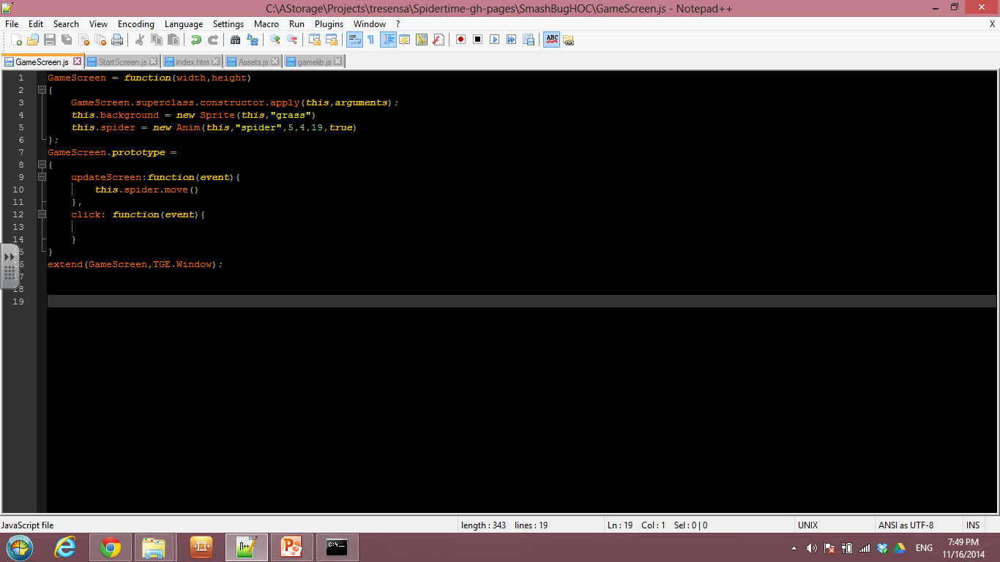 C:\AStorage\Projects\tresensa\Spidertime-gh-pages\SmashBugHOC\GameScreen.js - Notepad++
File Edit Search View Encoding Language Settings Macro Run Plugins Window ? X
ABC
GameScreen.js StartScreen.js index.htm Assets.js gamelib.js
1 GameScreen = function(width,height)
2 {
3 GameScreen.superclass.constructor.apply(this,arguments);
4 this.background = new Sprite(this,"grass")
5 this.spider = new Anim(this,"spider",5,4,19,true)
6 };
7 GameScreen.prototype =
8 {
9 updateScreen:function(event){
10 this.spider.move()
11 },
12 click: function(event){
13
14 }
15 }
16 extend(GameScreen,TGE.Window);
17
18
19
JavaScript file length : 343 lines : 19 Ln : 19 Col : 1 Sel : 0 | 0 UNIX ANSI as UTF-8 INS
C:\_
ENG 7:49 PM
11/16/2014